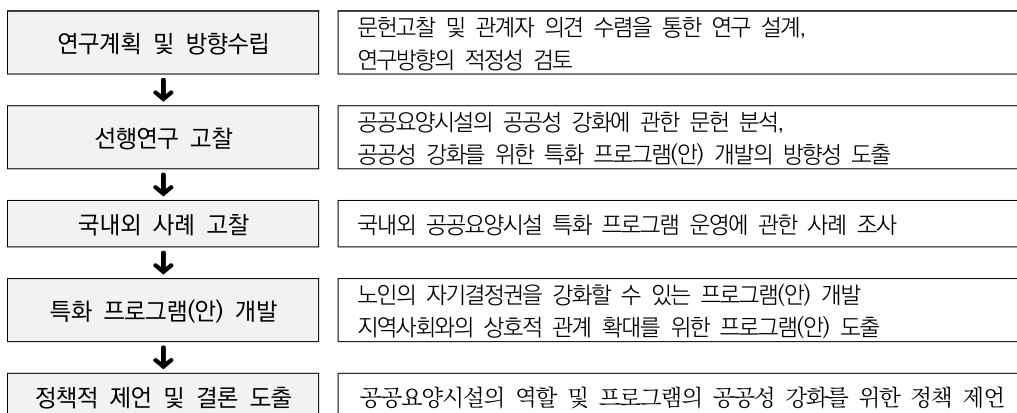 연구계획 및 방향수립
문헌고찰 및 관계자 의견 수렴을 통한 연구 설계,
연구방향의 적정성 검토
선행연구 고찰
공공요양시설의 공공성 강화에 관한 문헌 분석,
공공성 강화를 위한 특화 프로그램(안) 개발의 방향성 도출
국내외 사례 고찰
국내외 공공요양시설 특화 프로그램 운영에 관한 사례 조사
특화 프로그램(안) 개발
노인의 자기결정권을 강화할 수 있는 프로그램(안) 개발
지역사회와의 상호적 관계 확대를 위한 프로그램(안) 도출
정책적 제언 및 결론 도출
공공요양시설의 역할 및 프로그램의 공공성 강화를 위한 정책 제언